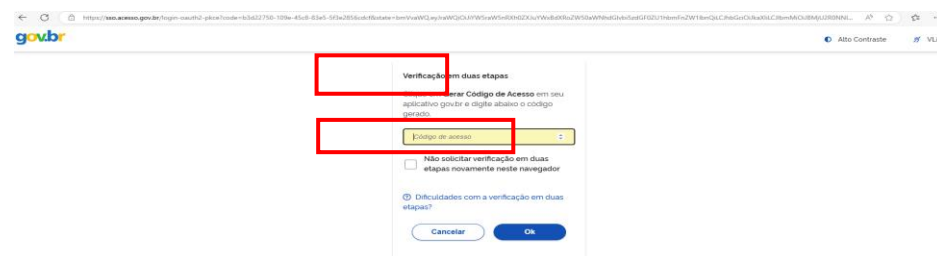 gov.br
Alto Contraste
Verificação em duas etapas
Gerar Código de Acesso em seu
aplicativo gov.br e digite abaixo o código
gerado.
Código de acesso
Não solicitar verificação em duas
etapas novamente neste navegador
Dificuldades com a verificação em duas
etapas?
Cancelar Ok